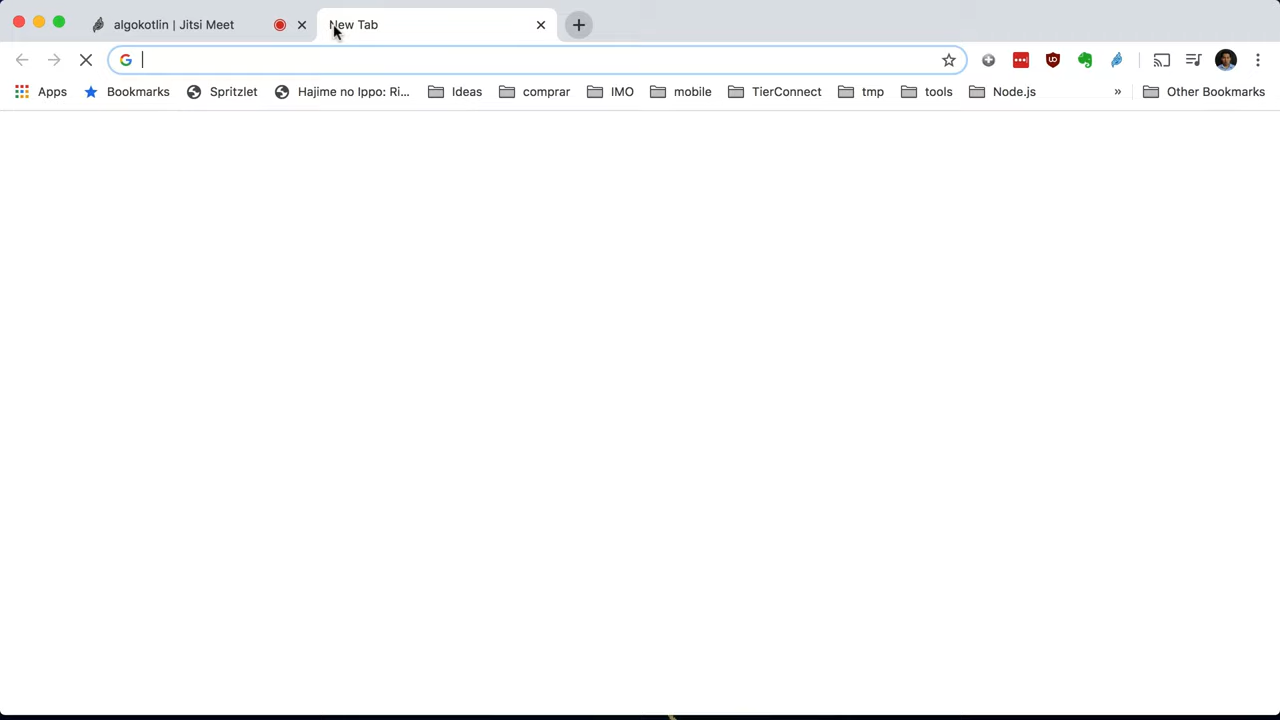 algokotlin | Jitsi Meet New Tab
Apps Bookmarks Spritzlet Hajime no Ippo: Ri... Ideas comprar IMO mobile TierConnect tmp tools Node.js » Other Bookmarks